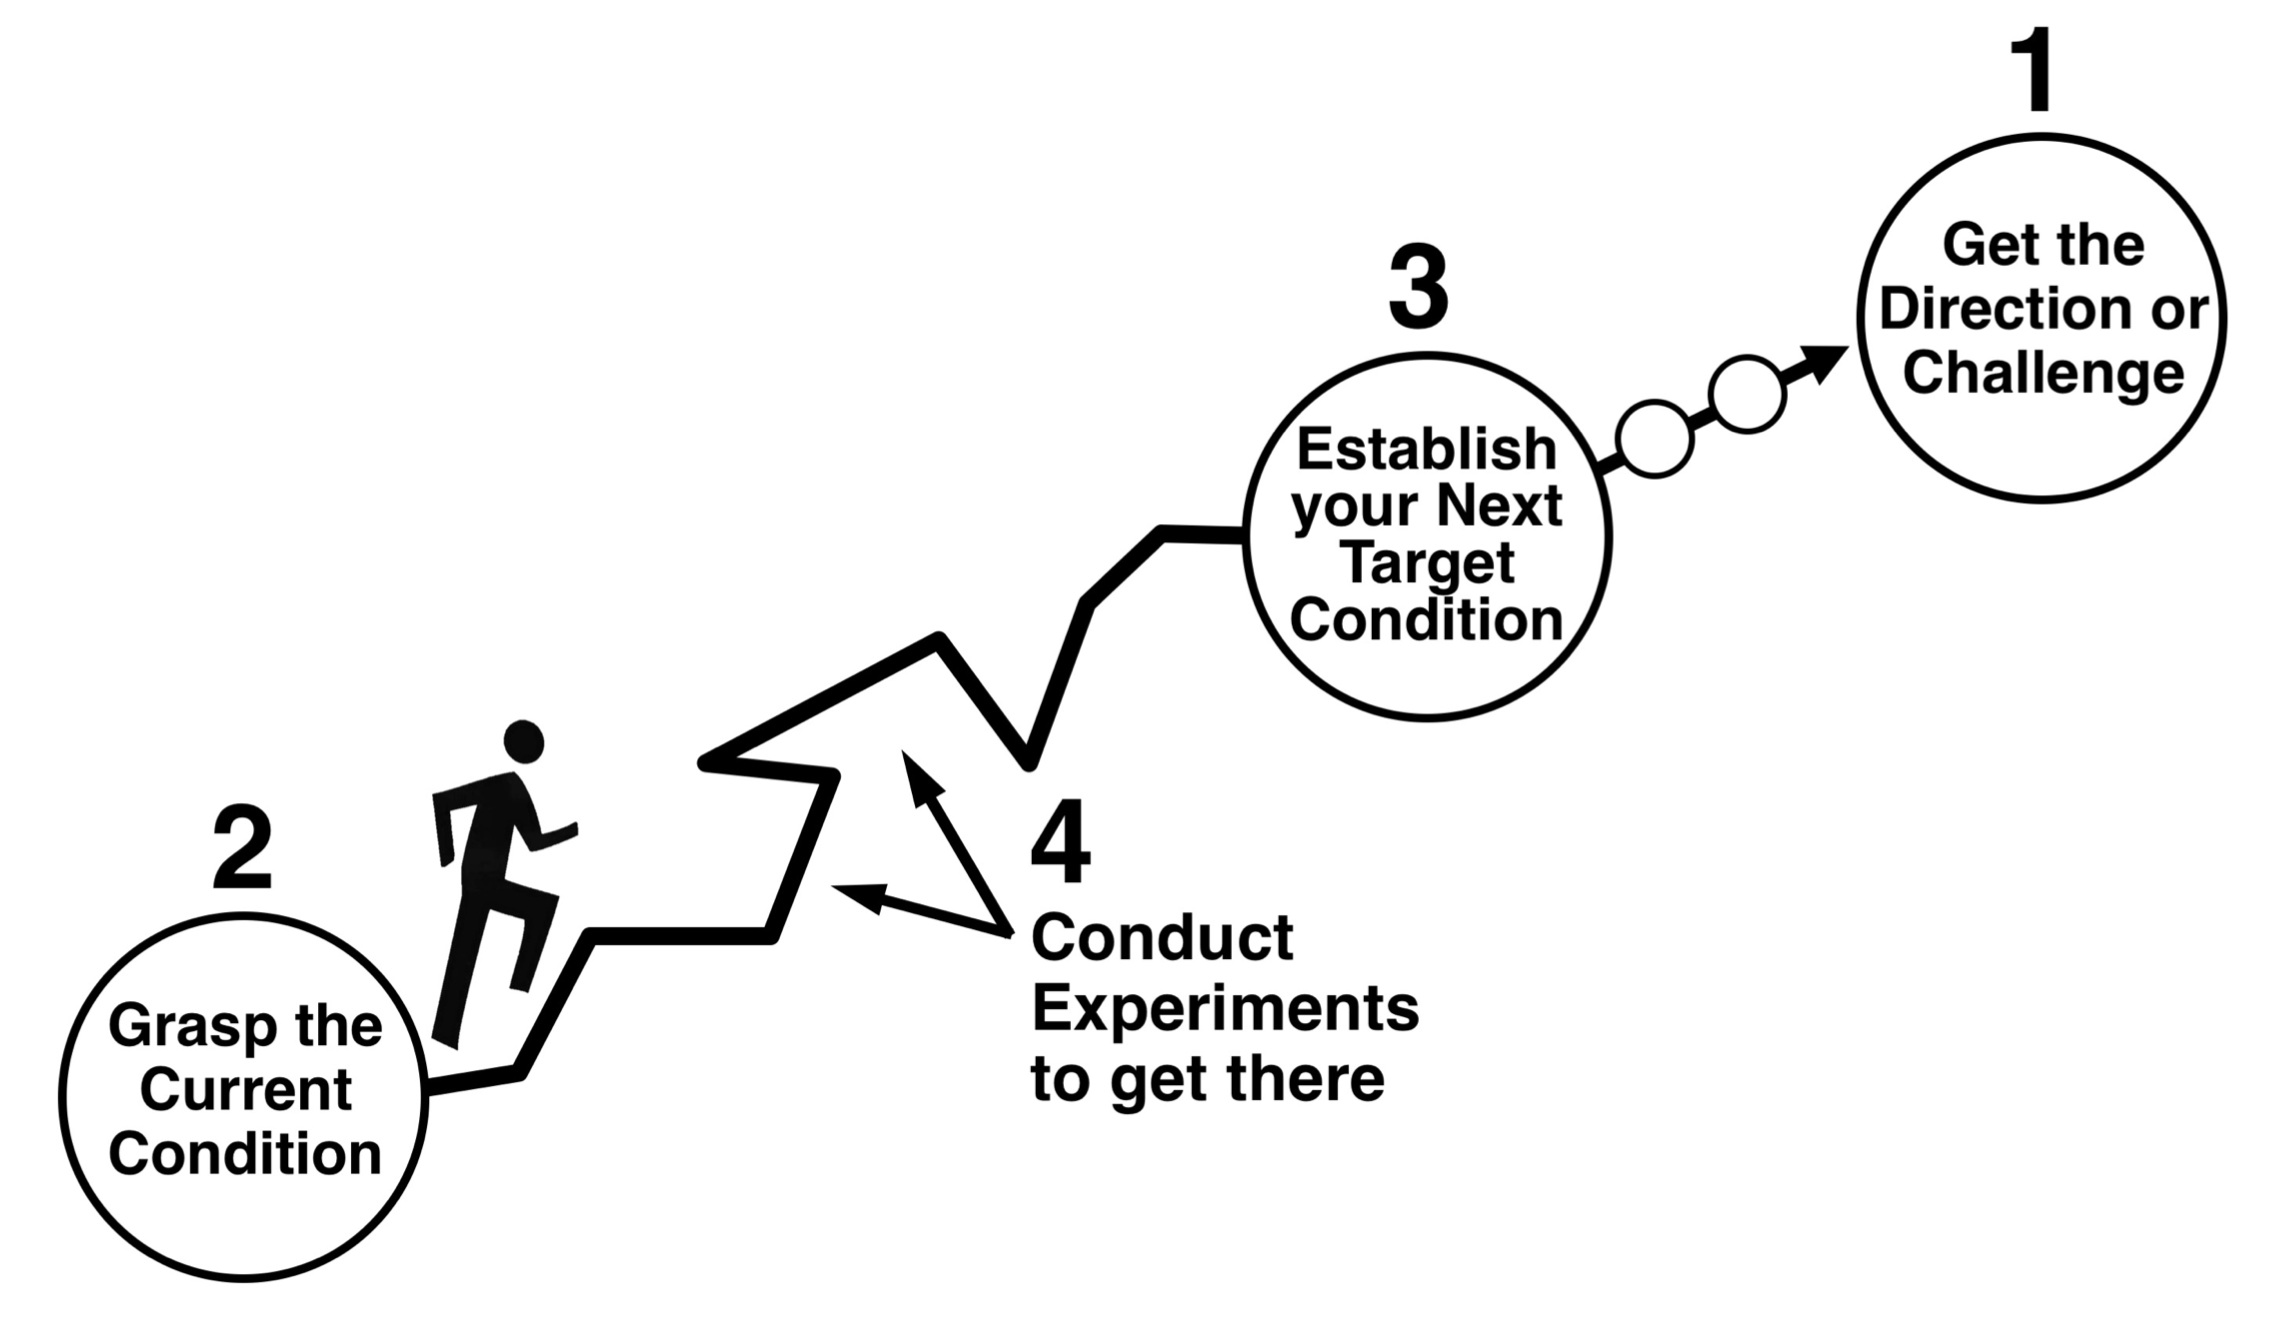 1
Get the
Direction or
Challenge
3
Establish
your Next
Target
Condition
2
Grasp the
Current
Condition
4
Conduct
Experiments
to get there